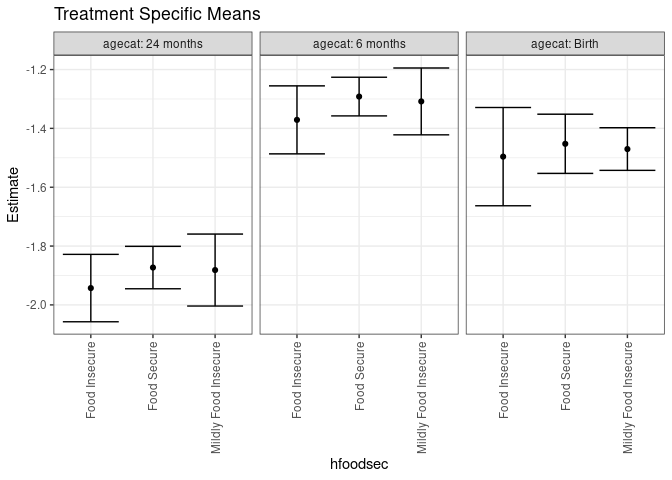 Treatment Specific Means
agecat: 24 months
agecat: 6 months
agecat: Birth
Estimate
-1.2
-1.4
-1.6
-1.8
-2.0
Food Insecure
Food Secure
Mildly Food Insecure
Food Insecure
Food Secure
Mildly Food Insecure
Food Insecure
Food Secure
Mildly Food Insecure
hfoodsec